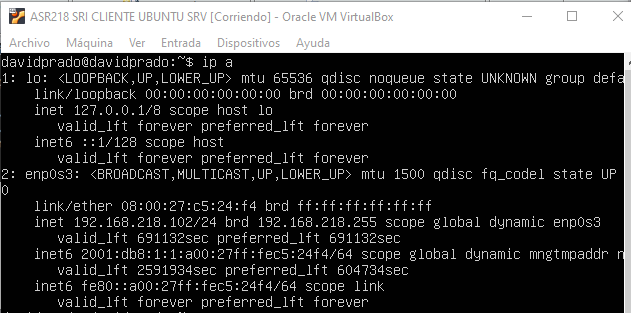 ASR218 SRI CLIENTE UBUNTU SRV [Corriendo] - Oracle VM VirtualBox
Archivo Máquina Ver Entrada Dispositivos Ayuda
davidprado@davidprado:~$ ip a
1: lo: <LOOPBACK,UP,LOWER_UP> mtu 65536 qdisc noqueue state UNKNOWN group defa
link/loopback 00:00:00:00:00:00 brd 00:00:00:00:00:00
inet 127.0.0.1/8 scope host lo
valid_lft forever preferred_lft forever
inet6 ::1/128 scope host
valid_lft forever preferred_lft forever
2: enp0s3: <BROADCAST,MULTICAST,UP,LOWER_UP> mtu 1500 qdisc fq_codel state UP
0
link/ether 08:00:27:c5:24:f4 brd ff:ff:ff:ff:ff:ff
inet 192.168.218.102/24 brd 192.168.218.255 scope global dynamic enp0s3
valid_lft 691132sec preferred_lft 691132sec
inet6 2001:db8:1:1:a00:27ff:fec5:24f4/64 scope global dynamic mngtmpaddr n
valid_lft 2591934sec preferred_lft 604734sec
inet6 fe80::a00:27ff:fec5:24f4/64 scope link
valid_lft forever preferred_lft forever